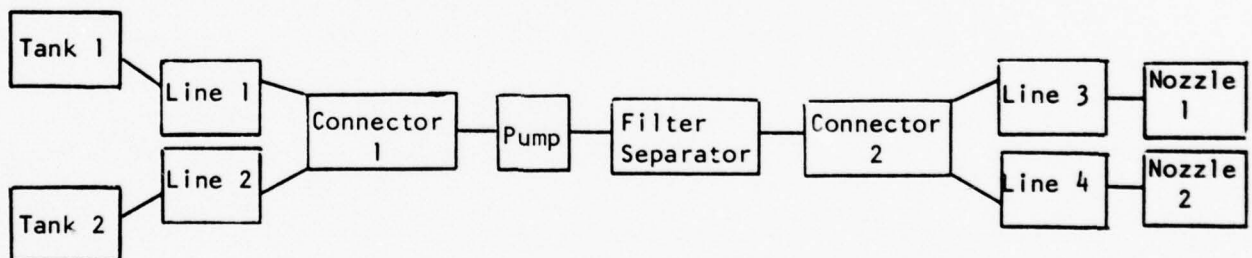 Tank 1
Line 1
Connector
1
Pump
Filter
Separator
Connector
2
Line 3
Nozzle
1
Line 2
Tank 2
Line 4
Nozzle
2